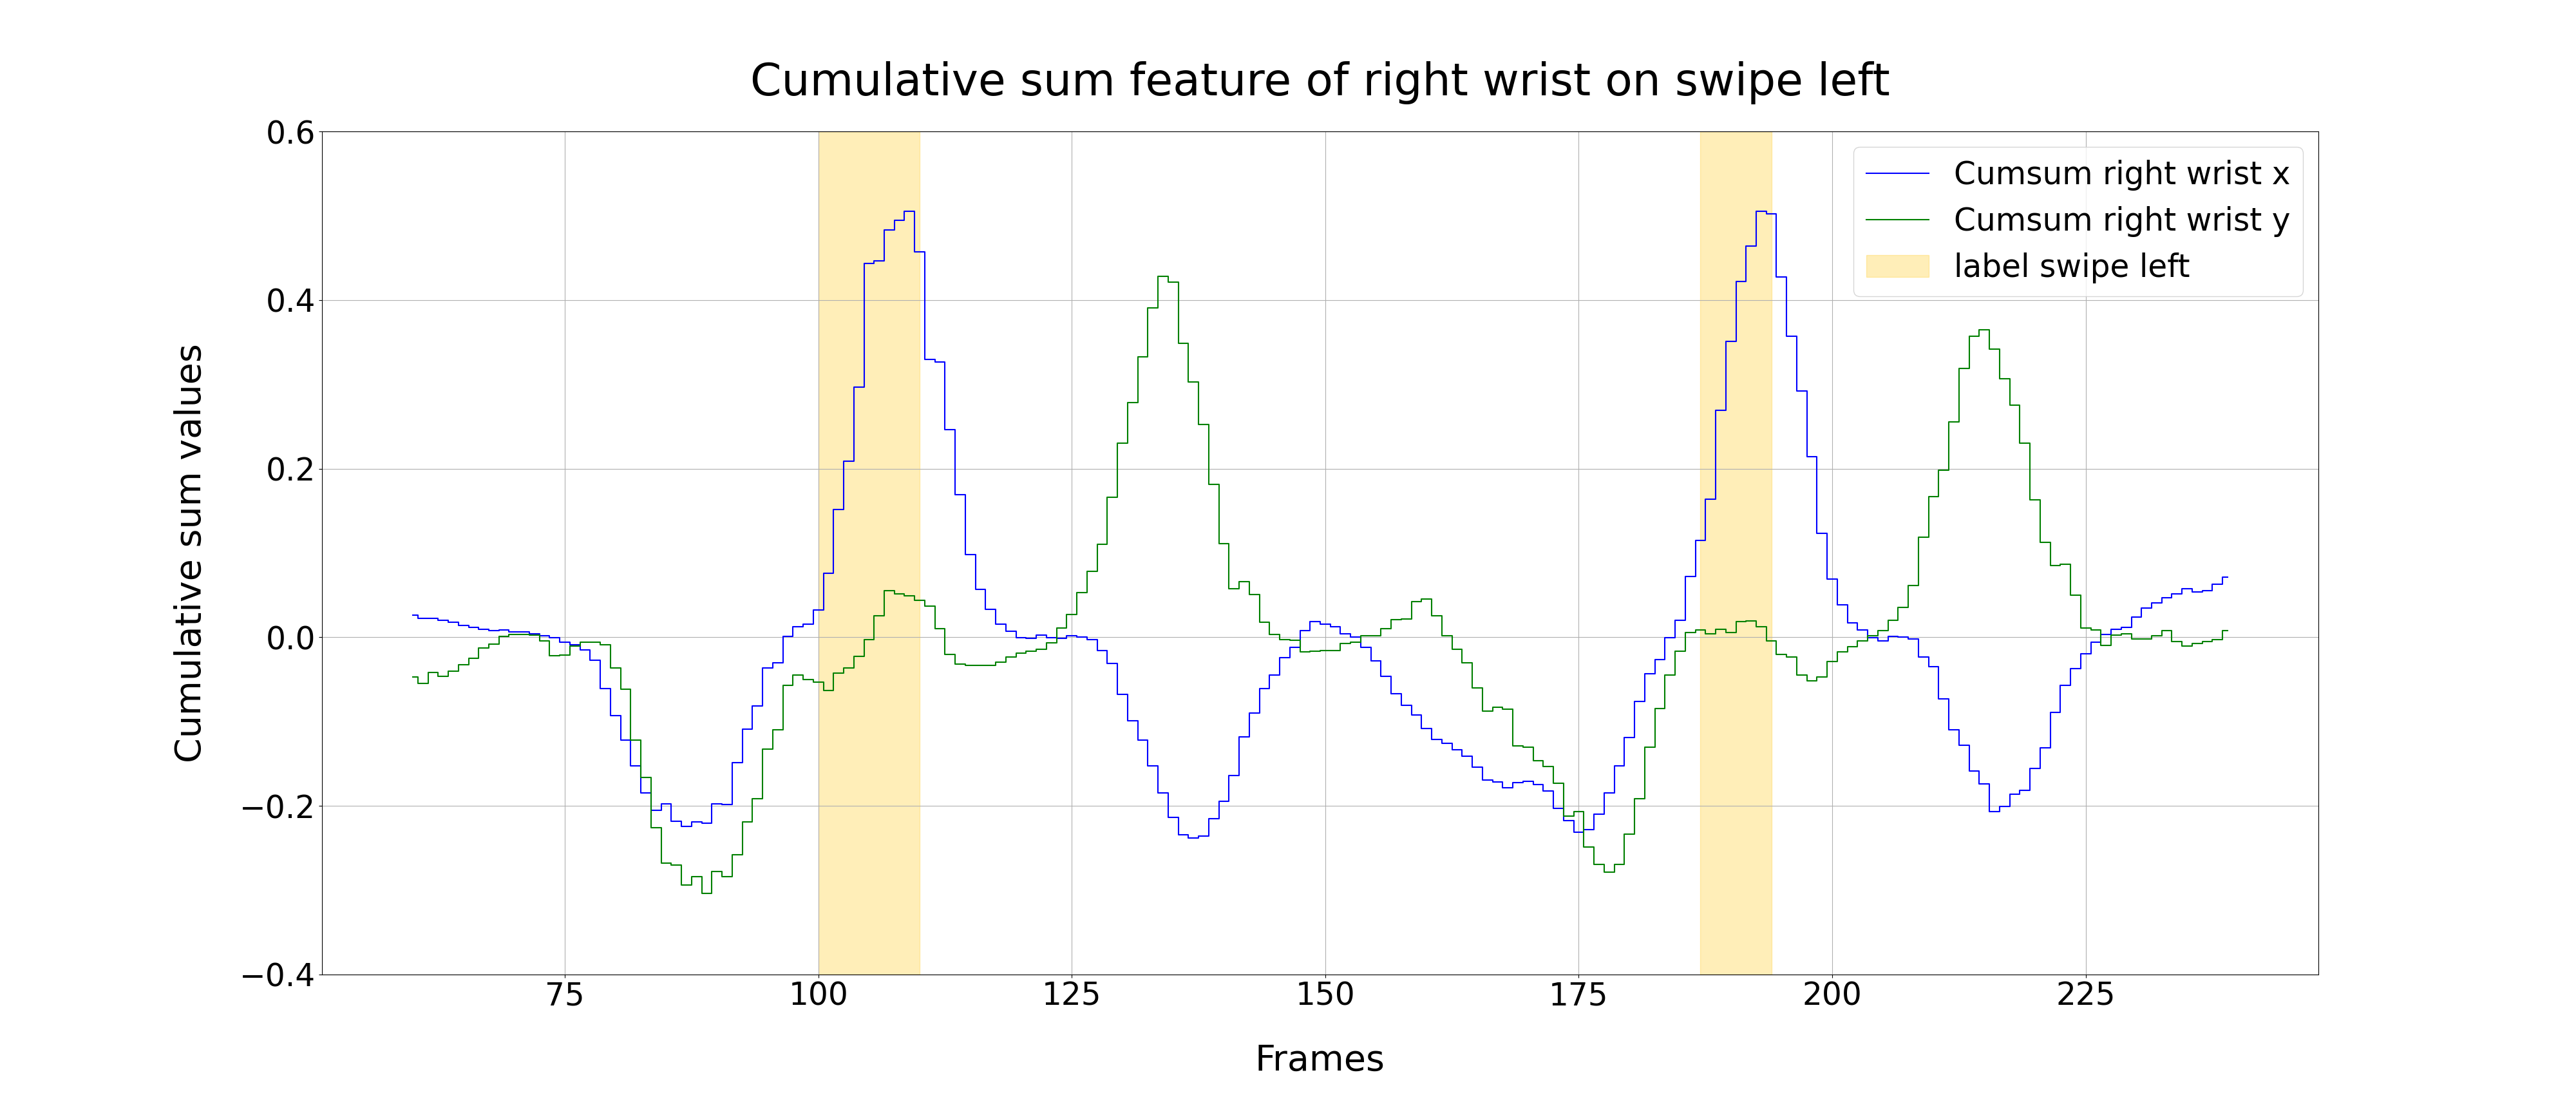 Cumulative sum feature of right wrist on swipe left
0.6
0.4
0.2
0.0
−0.2
−0.4
Cumulative sum values
Cumsum right wrist x
Cumsum right wrist y
label swipe left
75 100 125 150 175 200 225
Frames